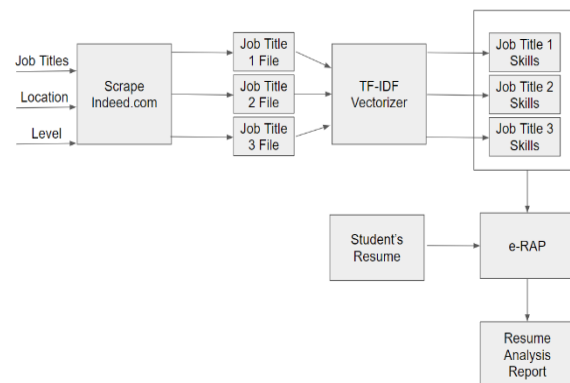 Job Titles
Location
Level
Scrape
Indeed.com
Job Title
1 File
Job Title
2 File
Job Title
3 File
TF-IDF
Vectorizer
Job Title 1
Skills
Job Title 2
Skills
Job Title 3
Skills
Student's
Resume
e-RAP
Resume
Analysis
Report